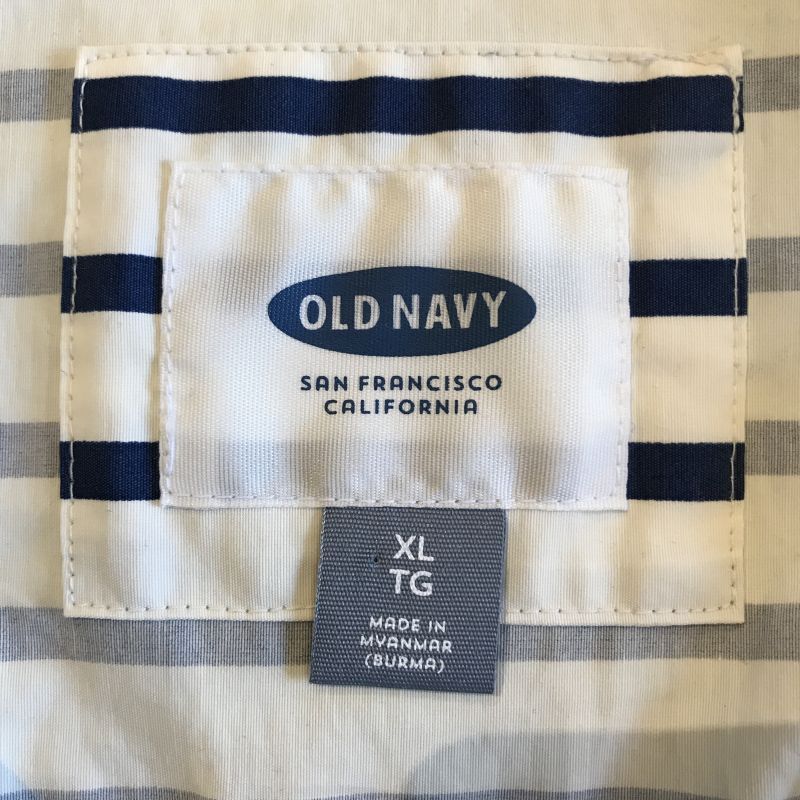 OLD NAVY
SAN FRANCISCO
CALIFORNIA
XL
TG
MADE IN
MYANMAR
(BURMA)